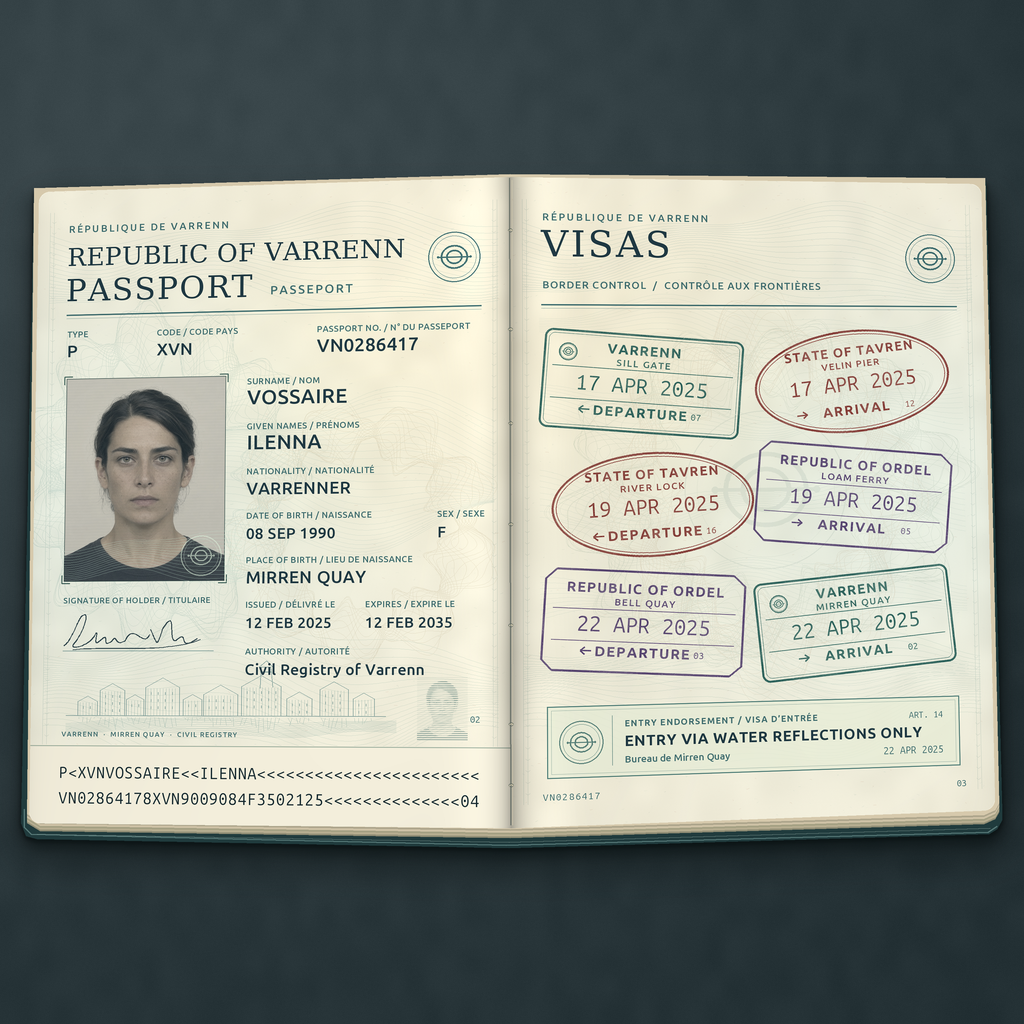 RÉPUBLIQUE DE VARRENN
REPUBLIC OF VARRENN
PASSPORT PASSEPORT
TYPE
P
CODE / CODE PAYS
XVN
PASSPORT NO. / N° DU PASSEPORT
VN0286417
SURNAME / NOM
VOSSAIRE
GIVEN NAMES / PRÉNOMS
ILENNA
NATIONALITY / NATIONALITÉ
VARRENNER
DATE OF BIRTH / NAISSANCE
08 SEP 1990
SEX / SEXE
F
PLACE OF BIRTH / LIEU DE NAISSANCE
MIRREN QUAY
SIGNATURE OF HOLDER / TITULAIRE
ISSUED / DÉLIVRÉ LE
12 FEB 2025
EXPIRES / EXPIRE LE
12 FEB 2035
AUTHORITY / AUTORITÉ
Civil Registry of Varrenn
VARRENN · MIRREN QUAY · CIVIL REGISTRY
02
P<XVNVOSSAIRE<<ILENNA<<<<<<<<<<<<<<<<<<<<<<<
VN02864178XVN9009084F3502125<<<<<<<<<<<<<<04
RÉPUBLIQUE DE VARRENN
VISAS
BORDER CONTROL / CONTRÔLE AUX FRONTIÈRES
VARRENN
SILL GATE
17 APR 2025
← DEPARTURE 07
STATE OF TAVREN
VELIN PIER
17 APR 2025
→ ARRIVAL 12
STATE OF TAVREN
RIVER LOCK
19 APR 2025
← DEPARTURE 16
REPUBLIC OF ORDEL
LOAM FERRY
19 APR 2025
→ ARRIVAL 05
REPUBLIC OF ORDEL
BELL QUAY
22 APR 2025
← DEPARTURE 03
VARRENN
MIRREN QUAY
22 APR 2025
→ ARRIVAL 02
ENTRY ENDORSEMENT / VISA D'ENTRÉE
ART. 14
ENTRY VIA WATER REFLECTIONS ONLY
Bureau de Mirren Quay
22 APR 2025
VN0286417
03